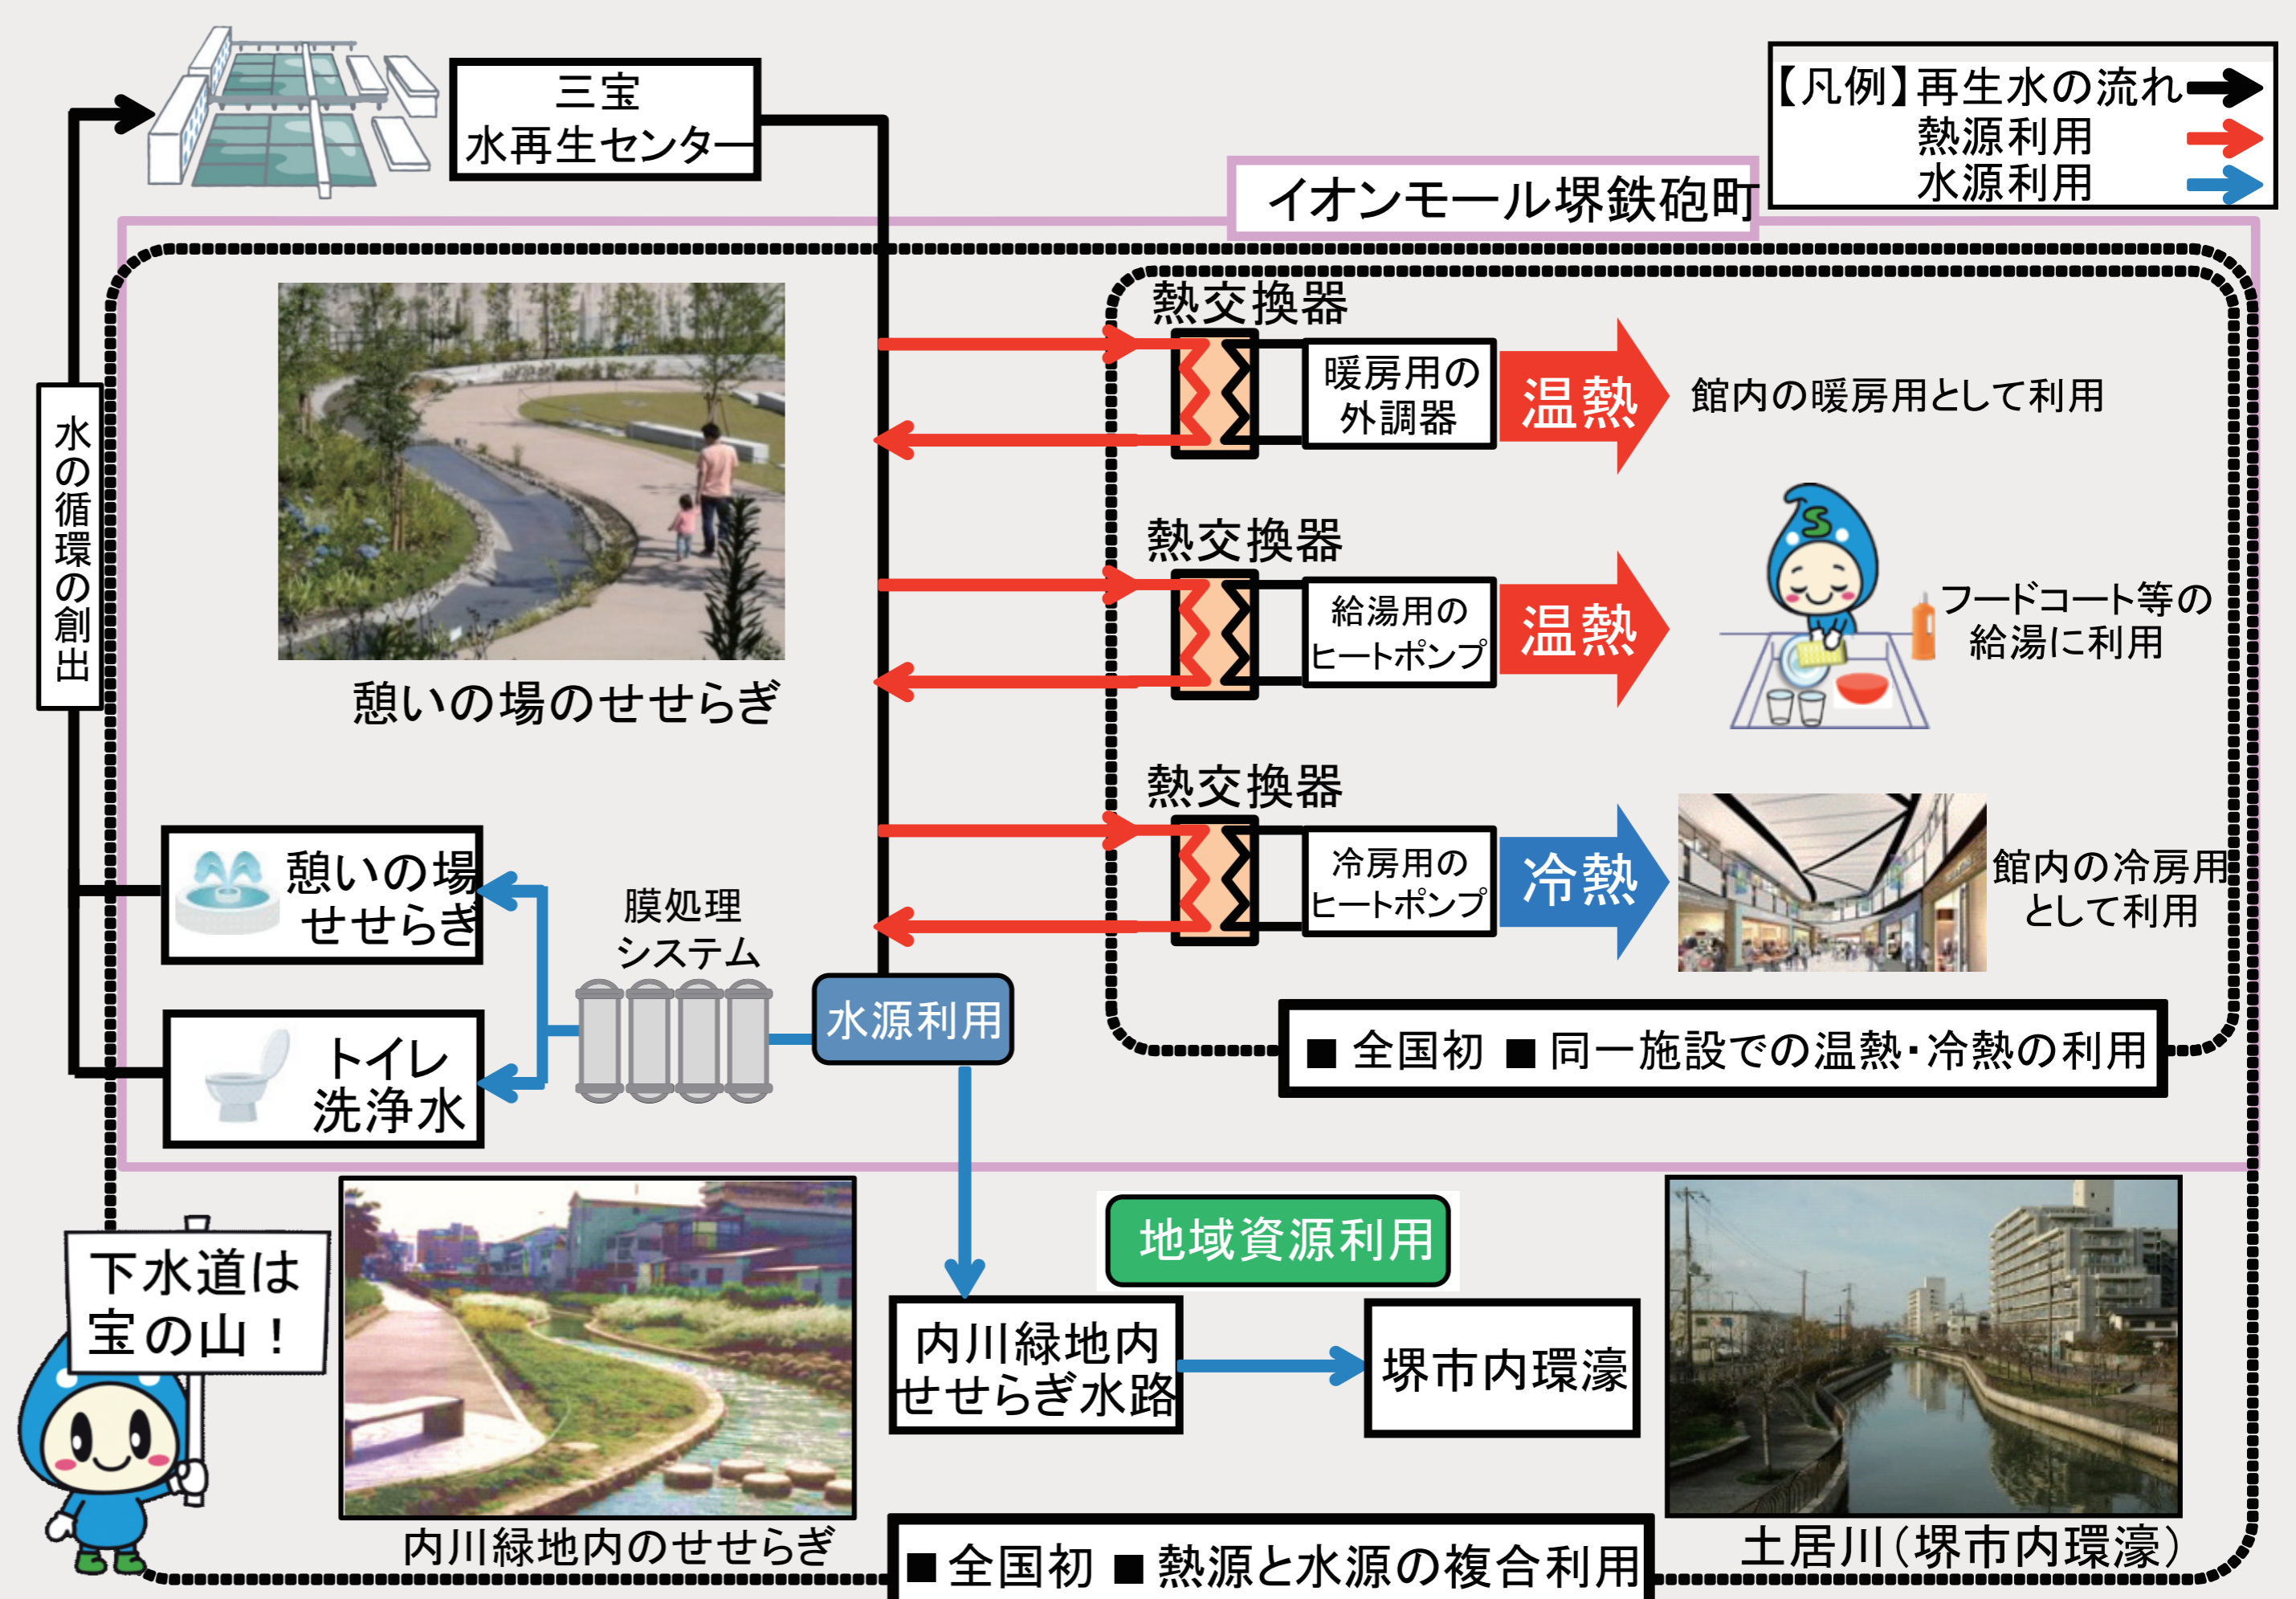 三宝
水再生センター
【凡例】再生水の流れ
熱源利用
水源利用
イオンモール堺鉄砲町
水の循環の創出
憩いの場のせせらぎ
熱交換器
暖房用の
外調器
温熱
館内の暖房用として利用
熱交換器
給湯用の
ヒートポンプ
温熱
S
フードコート等の
給湯に利用
熱交換器
冷房用の
ヒートポンプ
冷熱
館内の冷房用
として利用
憩いの場
せせらぎ
膜処理
システム
水源利用
トイレ
洗浄水
■ 全国初 ■ 同一施設での温熱・冷熱の利用
下水道は
宝の山！
地域資源利用
内川緑地内
せせらぎ水路
堺市内環濠
内川緑地内のせせらぎ
土居川（堺市内環濠）
■ 全国初 ■ 熱源と水源の複合利用